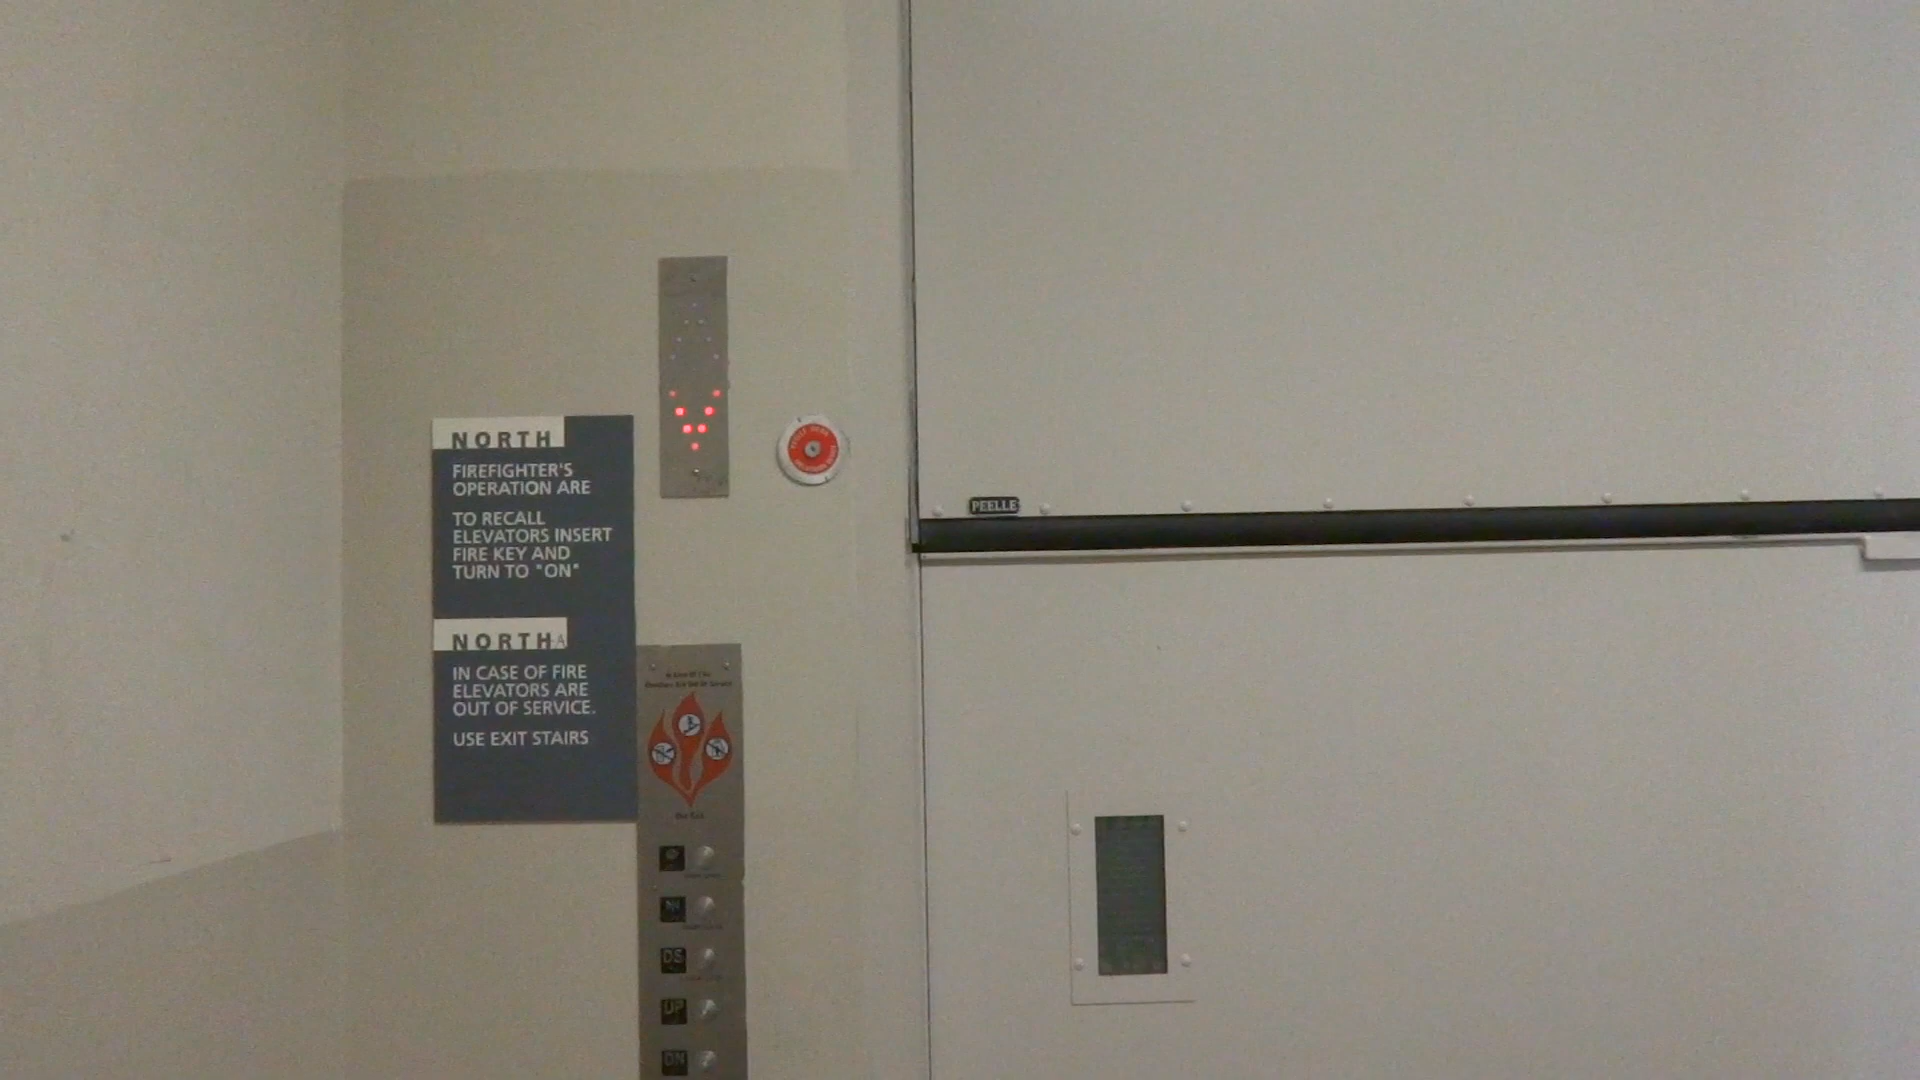 NORTH
FIREFIGHTER'S
OPERATION ARE
TO RECALL
ELEVATORS INSERT
FIRE KEY AND
TURN TO "ON"
NORTH A
IN CASE OF FIRE
ELEVATORS ARE
OUT OF SERVICE.
USE EXIT STAIRS
PEELLE
DS
UP
DN